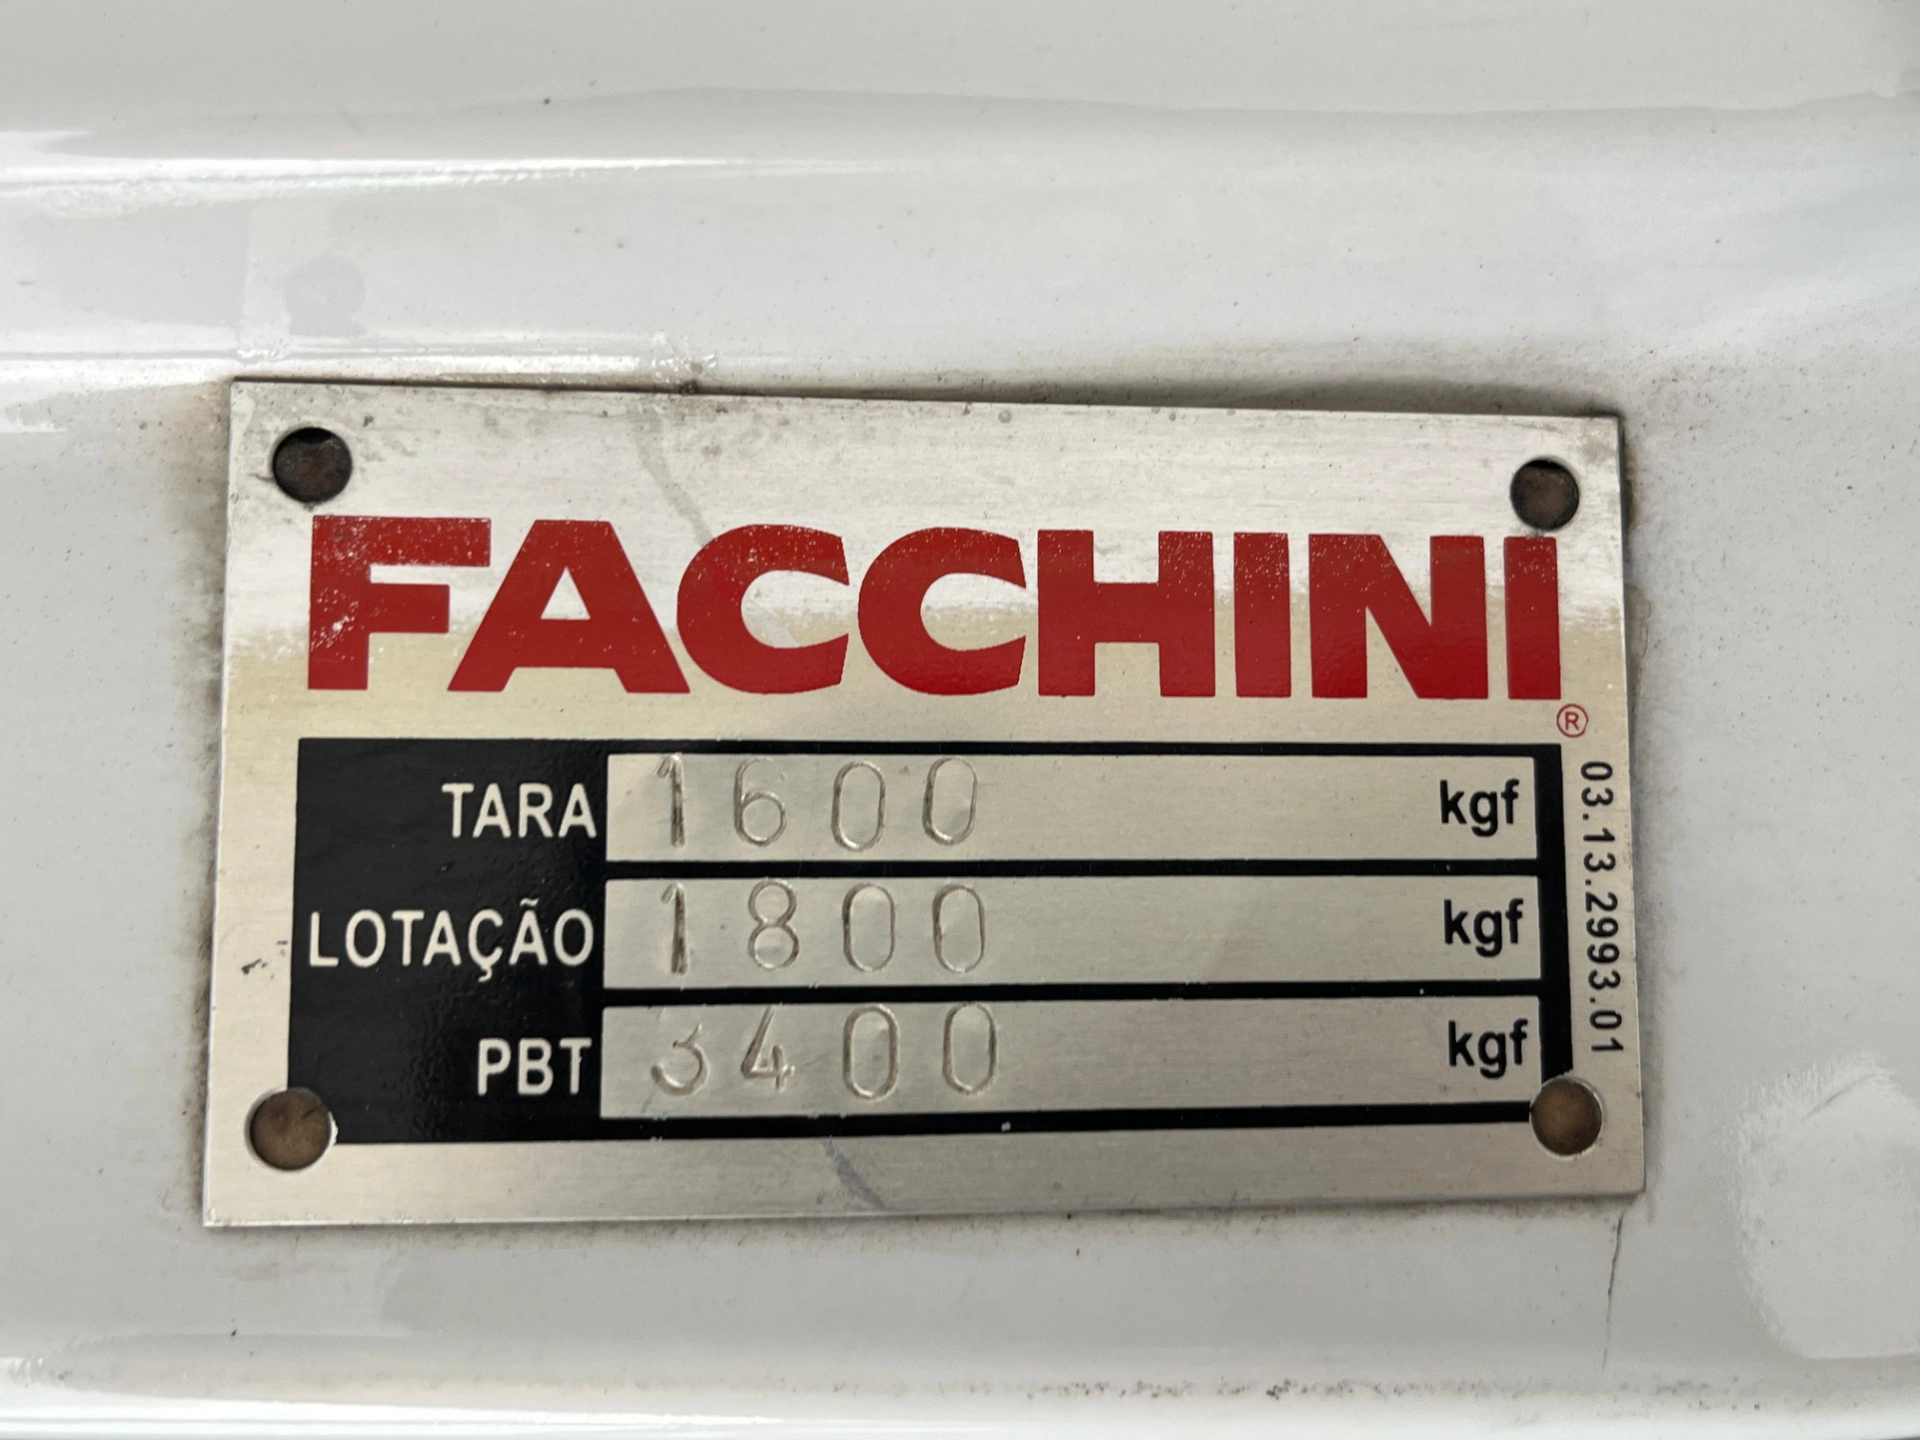 FACCHINI®
TARA 1600 kgf
LOTAÇÃO 1800 kgf
PBT 3400 kgf
03.13.2993.01